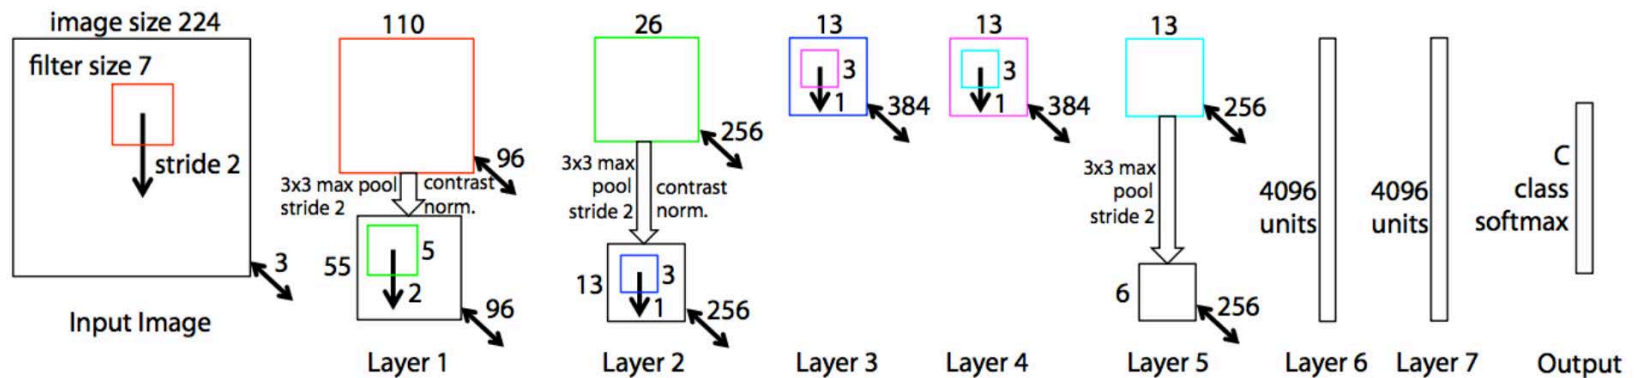 image size 224
filter size 7
stride 2
3
Input Image
110
96
3x3 max pool
stride 2
contrast
norm.
55
5
2
96
Layer 1
26
256
3x3 max
pool
stride 2
contrast
norm.
13
3
1
256
Layer 2
13
3
1
384
Layer 3
13
3
1
384
Layer 4
13
256
3x3 max
pool
stride 2
6
256
Layer 5
4096
units
Layer 6
4096
units
Layer 7
C
class
softmax
Output